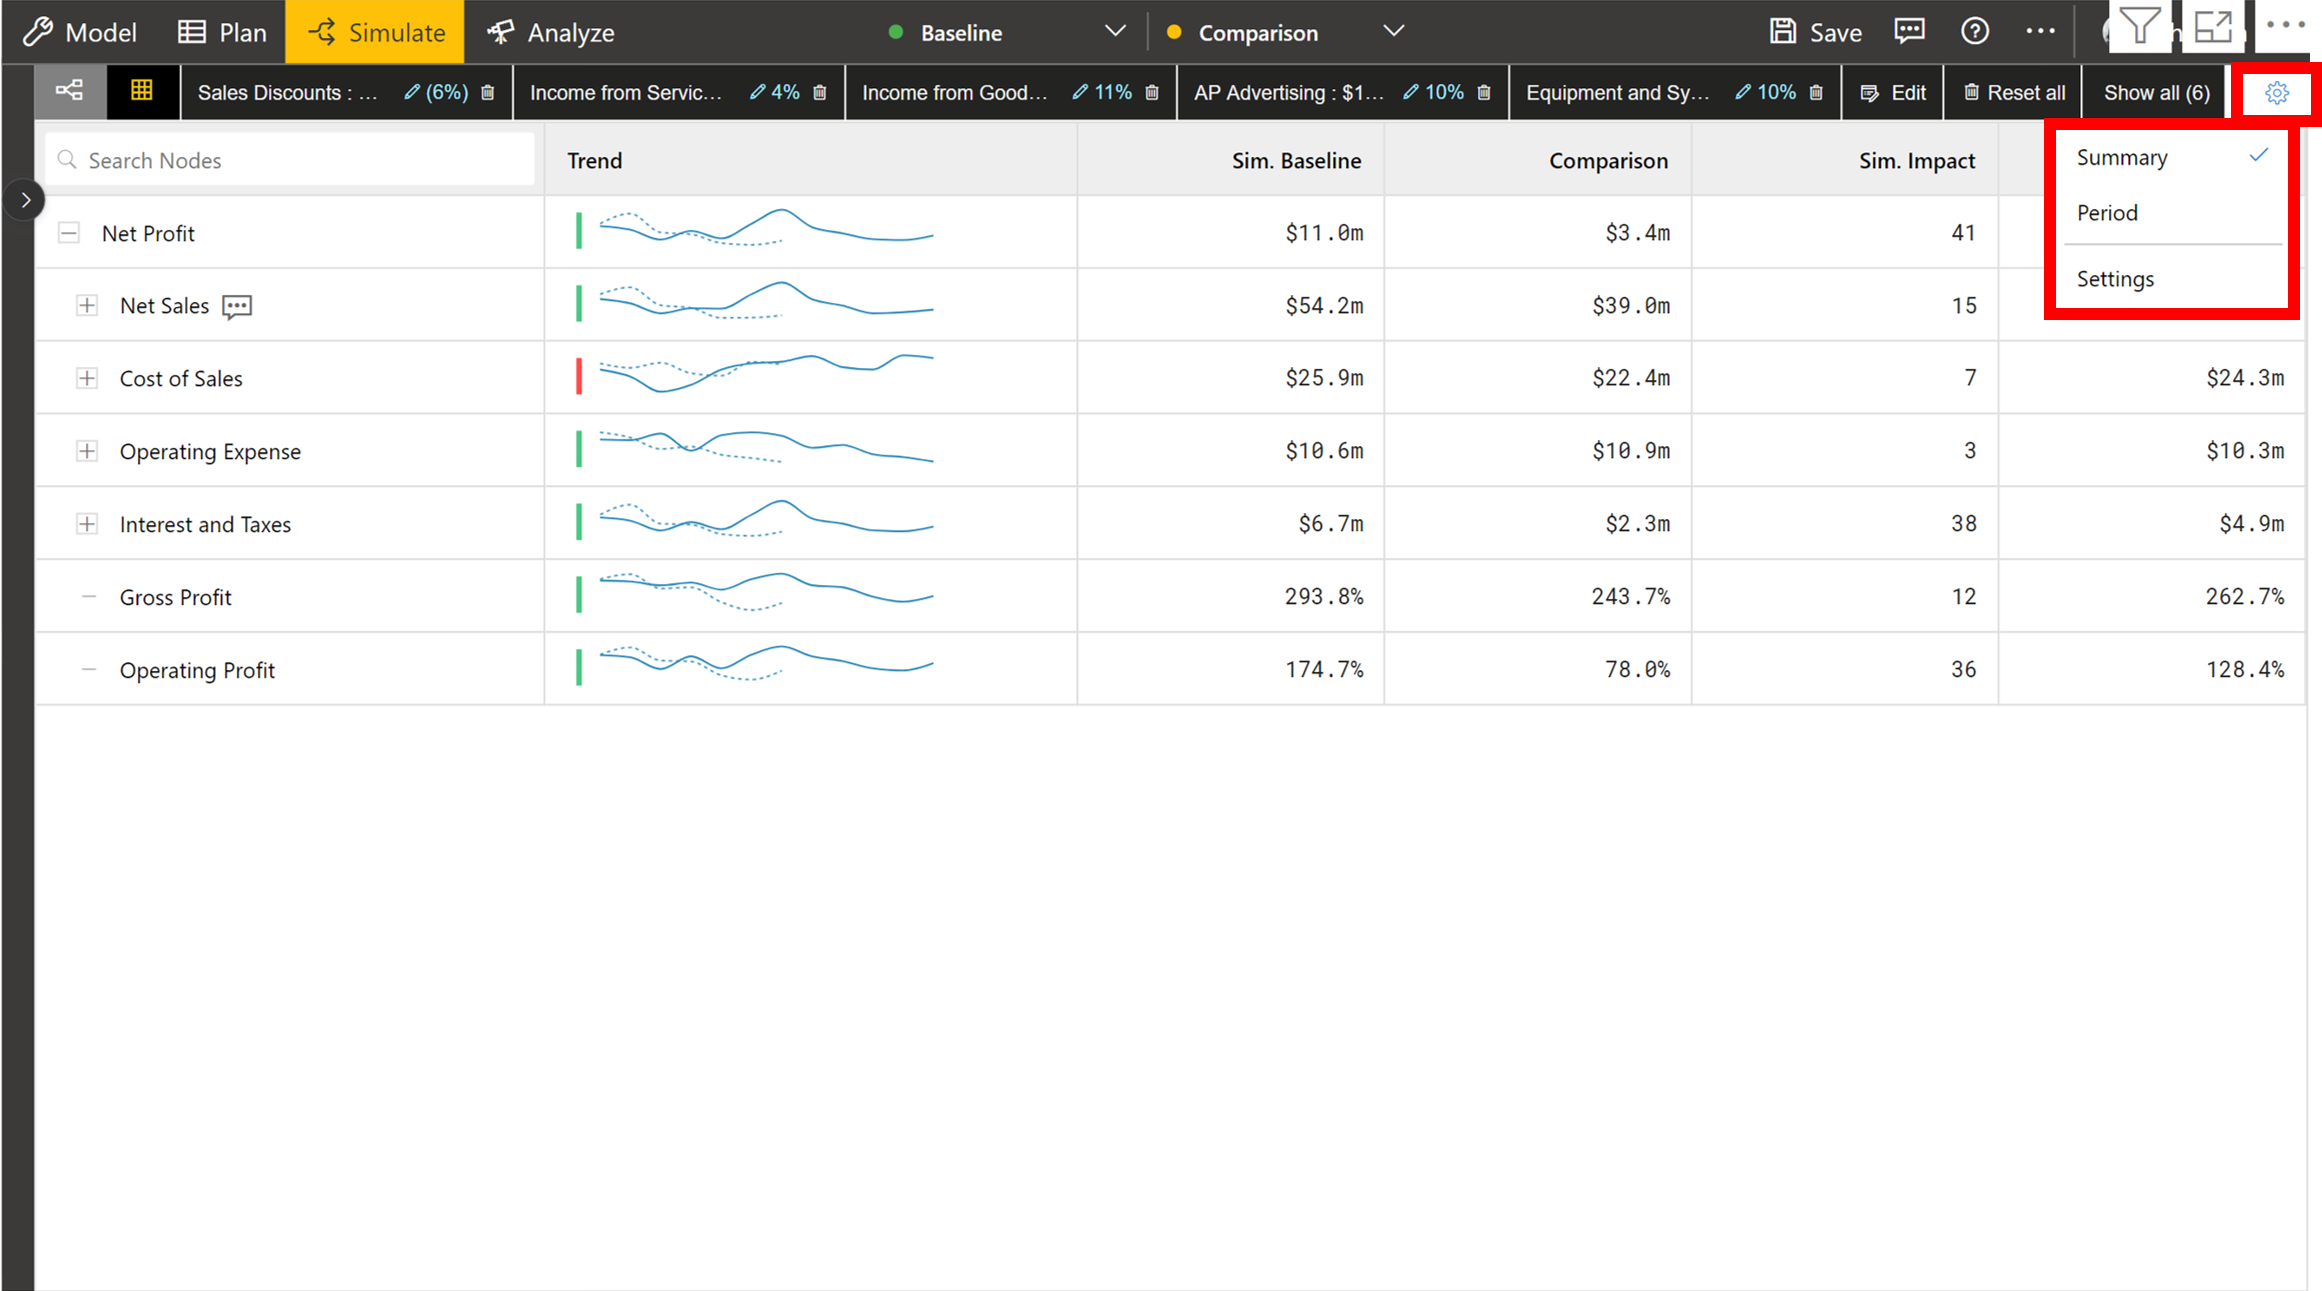 Model Plan Simulate Analyze Baseline Comparison Save
Sales Discounts : ... (6%) Income from Servic... 4% Income from Good... 11% AP Advertising : $1... 10% Equipment and Sy... 10% Edit Reset all Show all (6)
Search Nodes Trend Sim. Baseline Comparison Sim. Impact
Summary
Period
Settings
Net Profit $11.0m $3.4m 41
Net Sales $54.2m $39.0m 15
Cost of Sales $25.9m $22.4m 7 $24.3m
Operating Expense $10.6m $10.9m 3 $10.3m
Interest and Taxes $6.7m $2.3m 38 $4.9m
Gross Profit 293.8% 243.7% 12 262.7%
Operating Profit 174.7% 78.0% 36 128.4%